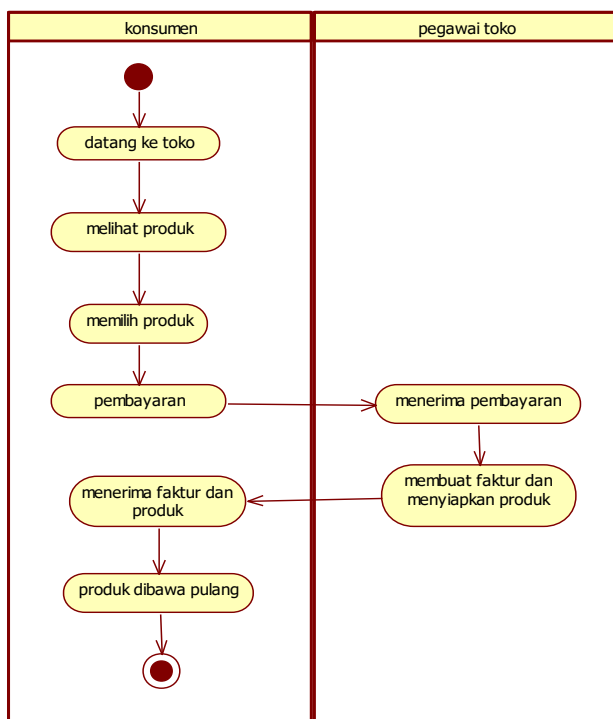 konsumen
pegawai toko
datang ke toko
melihat produk
memilih produk
pembayaran
menerima pembayaran
membuat faktur dan
menyiapkan produk
menerima faktur dan
produk
produk dibawa pulang